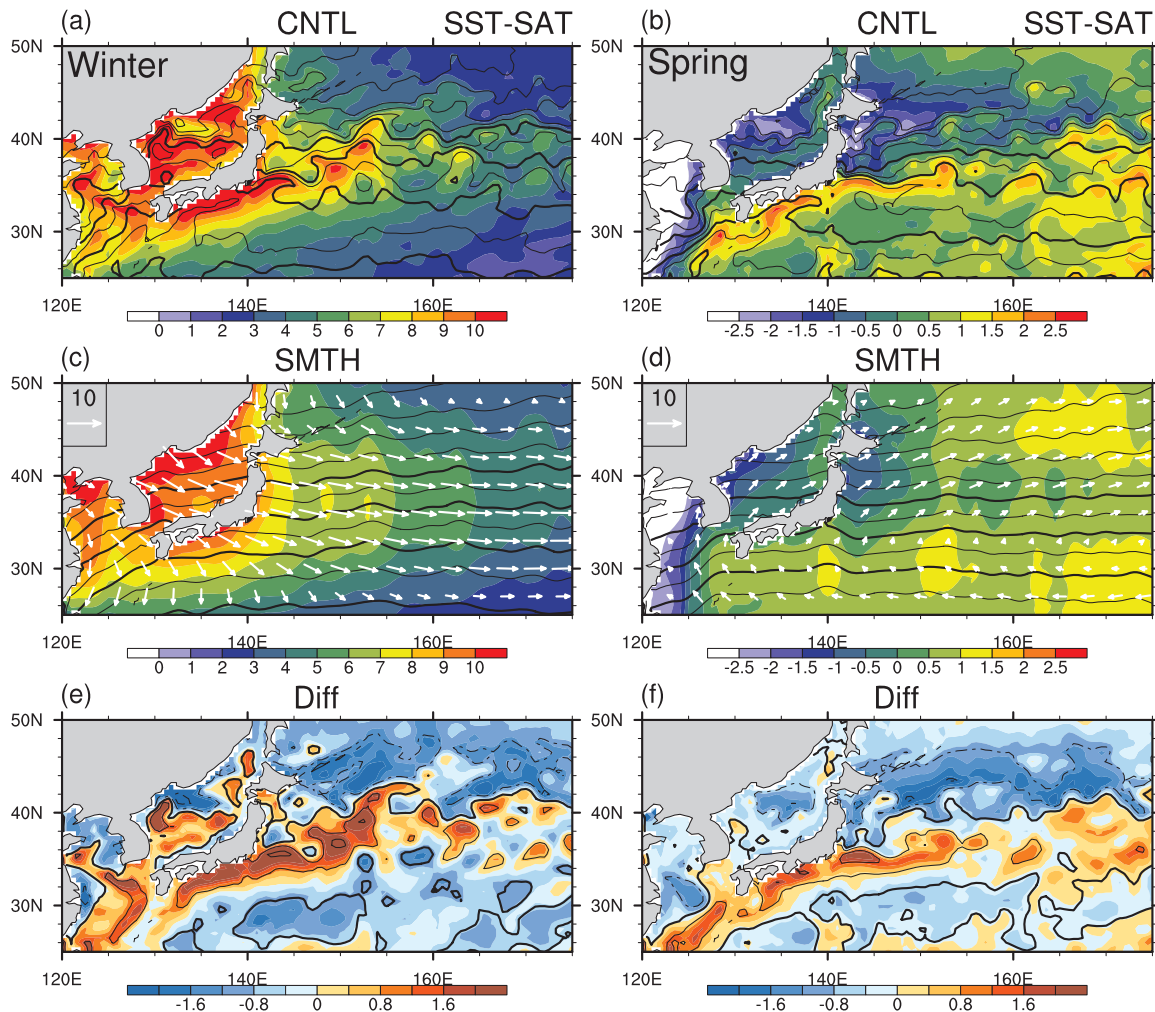 (a) CNTL SST-SAT
(b) CNTL SST-SAT
50N Winter
50N Spring
40N
40N
30N
30N
120E 140E 160E
120E 140E 160E
0 1 2 3 4 5 6 7 8 9 10
-2.5 -2 -1.5 -1 -0.5 0 0.5 1 1.5 2 2.5
(c) SMTH
(d) SMTH
50N 10
50N 10
40N
40N
30N
30N
120E 140E 160E
120E 140E 160E
0 1 2 3 4 5 6 7 8 9 10
-2.5 -2 -1.5 -1 -0.5 0 0.5 1 1.5 2 2.5
(e) Diff
(f) Diff
50N
50N
40N
40N
30N
30N
120E 140E 160E
120E 140E 160E
-1.6 -0.8 0 0.8 1.6
-1.6 -0.8 0 0.8 1.6